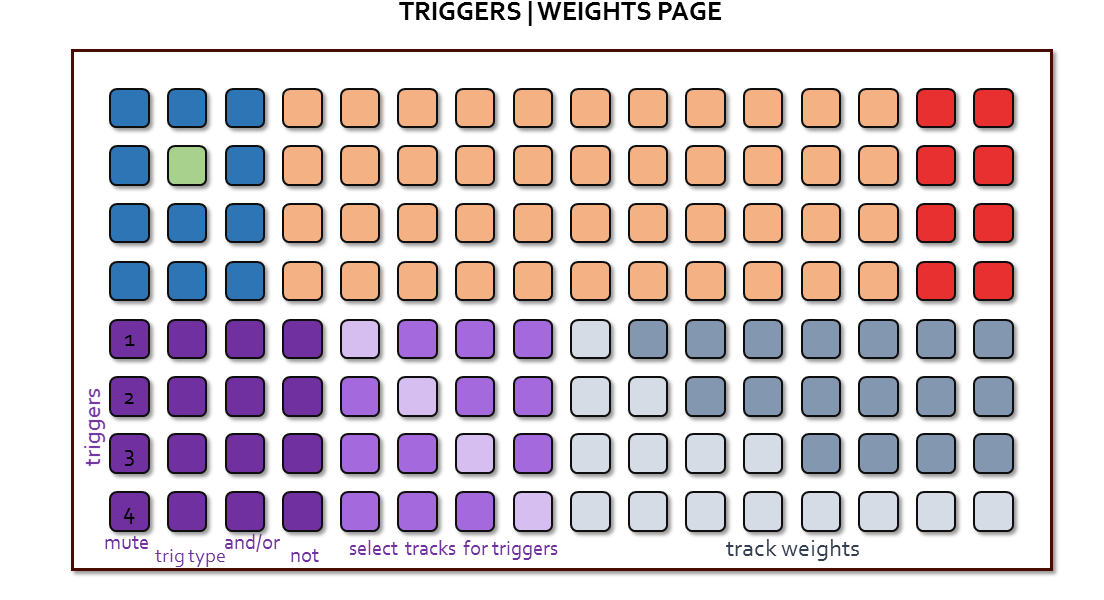 TRIGGERS | WEIGHTS PAGE
1
2
triggers
3
4
mute
trig type
and/or
not
select tracks for triggers
track weights